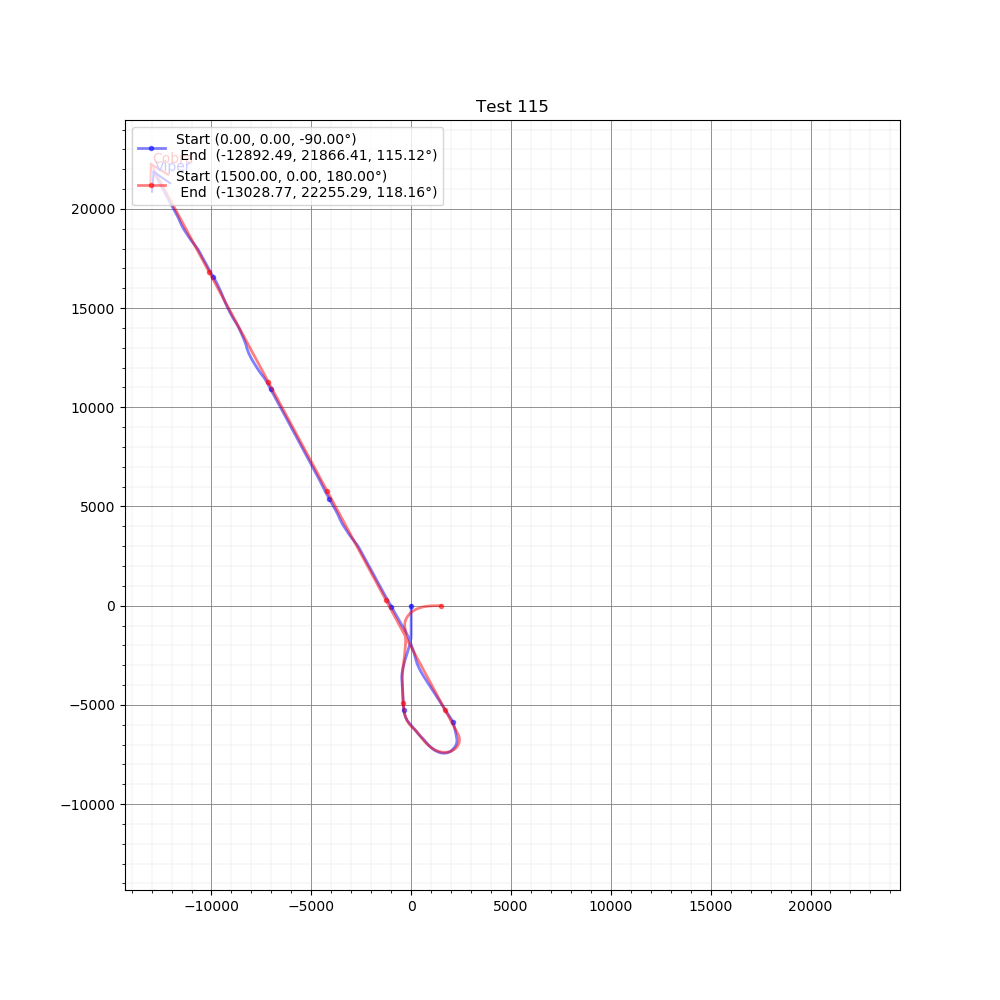 Test 115
Start (0.00, 0.00, -90.00°)
End (-12892.49, 21866.41, 115.12°)
Start (1500.00, 0.00, 180.00°)
End (-13028.77, 22255.29, 118.16°)
Cobra
Viper
20000
15000
10000
5000
0
−5000
−10000
−10000 −5000 0 5000 10000 15000 20000